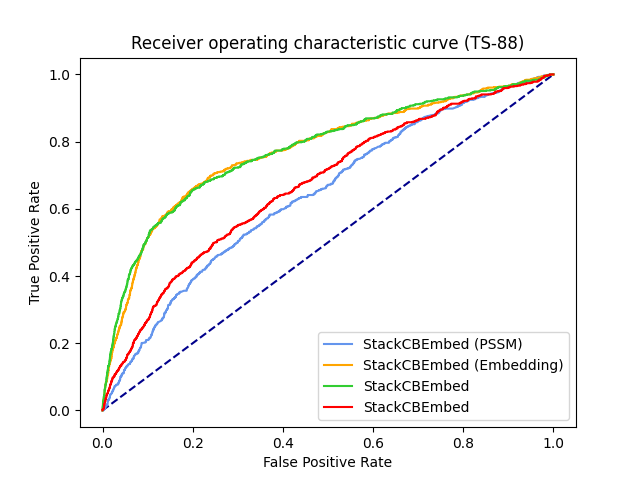 Receiver operating characteristic curve (TS-88)
1.0
0.8
0.6
0.4
0.2
0.0
True Positive Rate
StackCBEmbed (PSSM)
StackCBEmbed (Embedding)
StackCBEmbed
StackCBEmbed
0.0 0.2 0.4 0.6 0.8 1.0
False Positive Rate